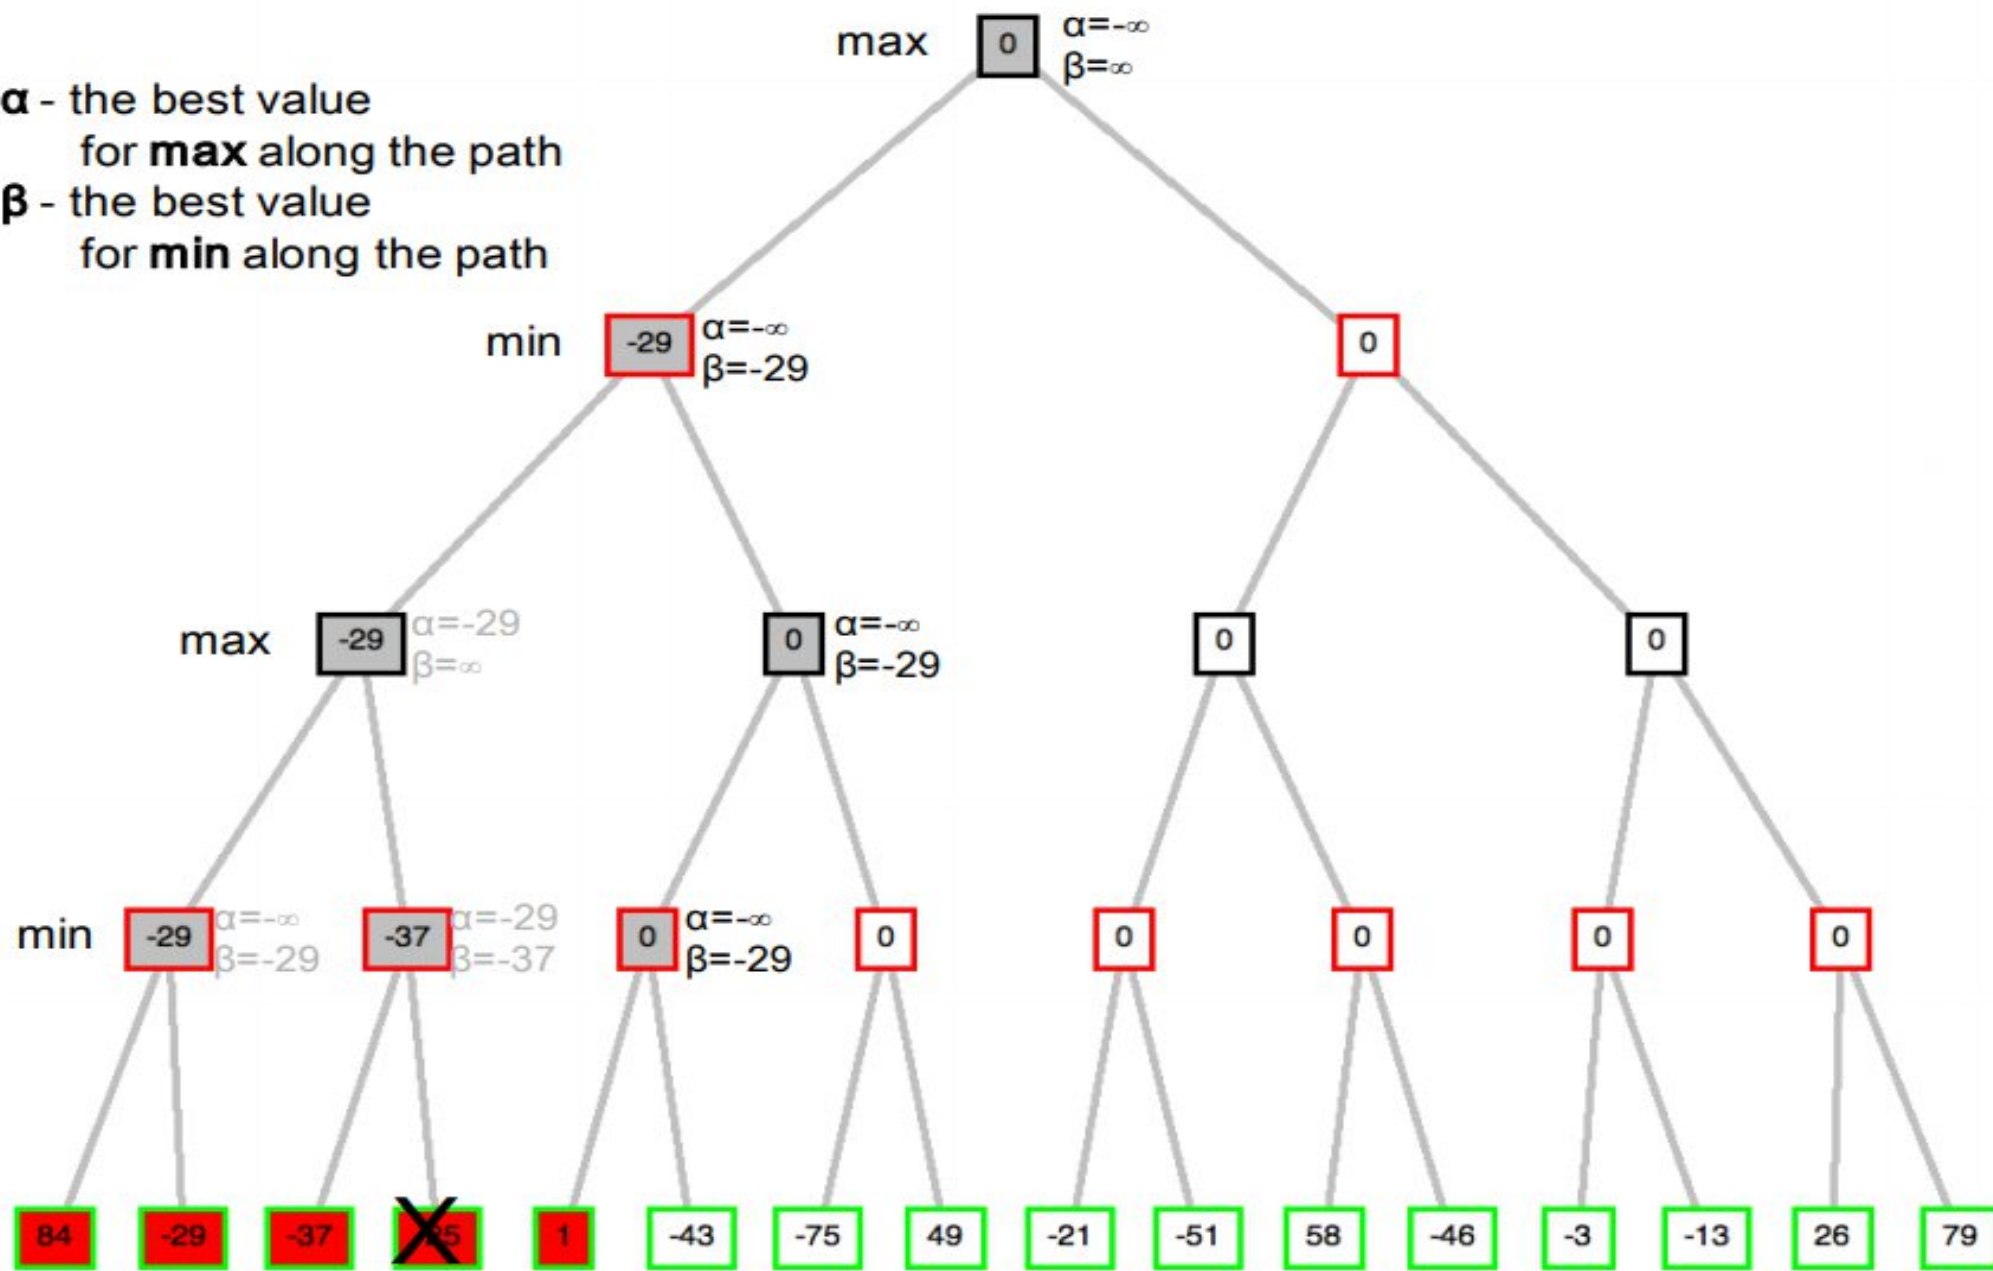 max
0
α=-∞
β=∞
α - the best value
for max along the path
β - the best value
for min along the path
min
-29
α=-∞
β=-29
0
max
-29
α=-29
β=∞
0
α=-∞
β=-29
0
0
min
-29
α=-∞
β=-29
-37
α=-29
β=-37
0
α=-∞
β=-29
0
0
0
0
0
84
-29
-37
X
1
-43
-75
49
-21
-51
58
-46
-3
-13
26
79